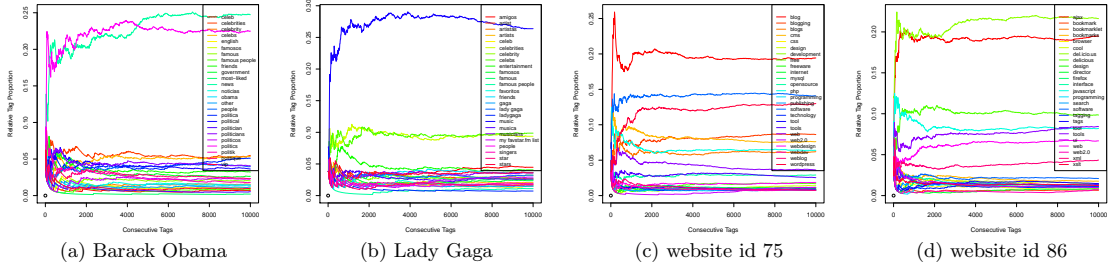 Relative Tag Proportion
0.00 0.05 0.10 0.15 0.20 0.25
0 2000 4000 6000 8000 10000
Consecutive Tags
celeb
celebrities
celebrity
celebs
english
famosos
famous
famous people
friends
government
most-liked
news
noticias
obama
other
people
politica
political
politician
politicians
politico
politicos
politics
politik
(a) Barack Obama
Relative Tag Proportion
0.00 0.05 0.10 0.15 0.20 0.25 0.30
0 2000 4000 6000 8000 10000
Consecutive Tags
amigos
artist
artistas
artists
celeb
celebrities
celebrity
celebs
entertainment
famosos
famous
famous people
favoritos
friends
gaga
lady gaga
ladygaga
music
musica
my favstar.fm list
people
singers
star
stars
(b) Lady Gaga
Relative Tag Proportion
0.00 0.05 0.10 0.15 0.20 0.25
0 2000 4000 6000 8000 10000
Consecutive Tags
blog
blogging
blogs
cms
css
design
development
free
freeware
internet
mysql
opensource
php
programming
publishing
software
technology
tool
tools
web
web2.0
webdesign
webdev
weblog
wordpress
(c) website id 75
Relative Tag Proportion
0.00 0.05 0.10 0.15 0.20
0 2000 4000 6000 8000 10000
Consecutive Tags
ajax
bookmark
bookmarklet
bookmarks
browser
cool
del.icio.us
delicious
design
director
firefox
interface
javascript
programming
search
software
tagging
tags
tool
tools
ui
web
web2.0
xml
xslt
(d) website id 86